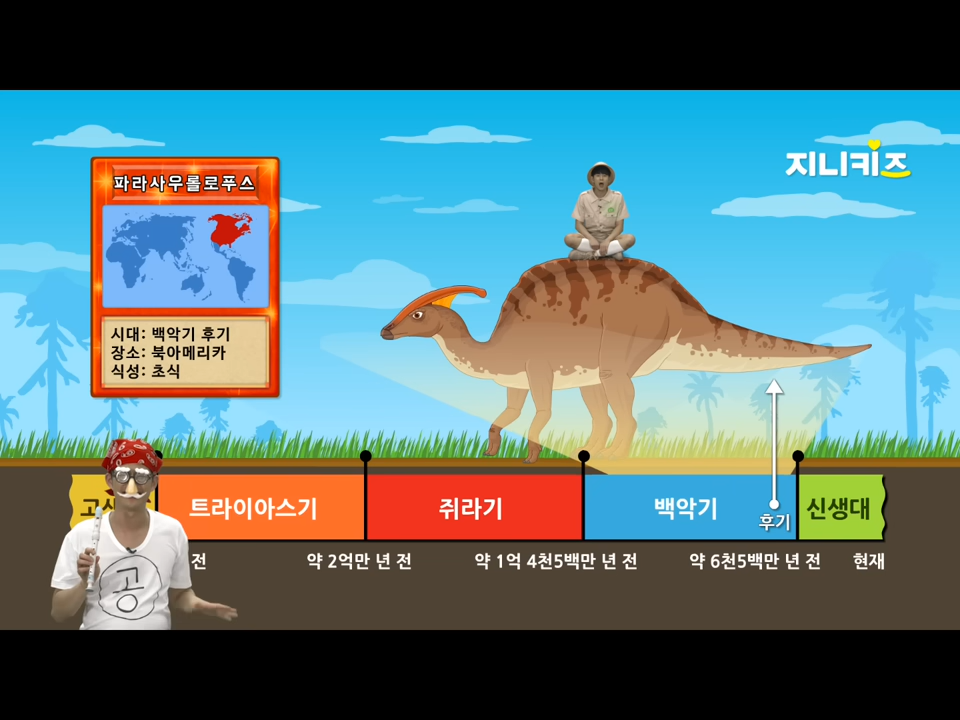 지니키즈
파라사우롤로푸스
시대: 백악기 후기
장소: 북아메리카
식성: 초식
트라이아스기
쥐라기
백악기
후기
신생대
전
약 2억만 년 전
약 1억 4천5백만 년 전
약 6천5백만 년 전
현재
공